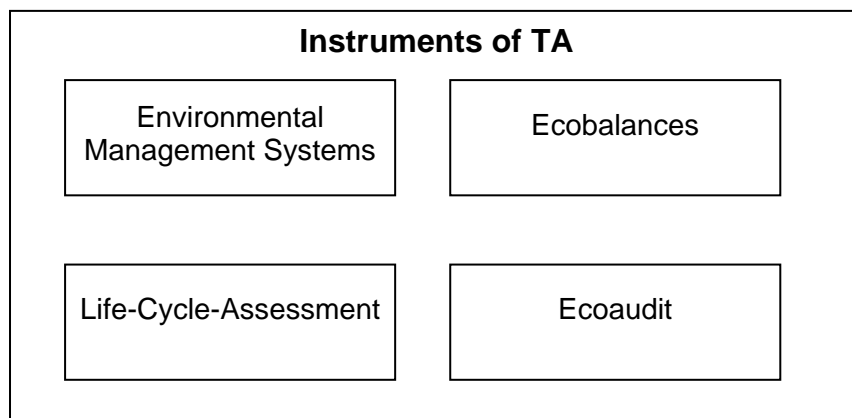 Instruments of TA
Environmental
Management Systems
Ecobalances
Life-Cycle-Assessment
Ecoaudit